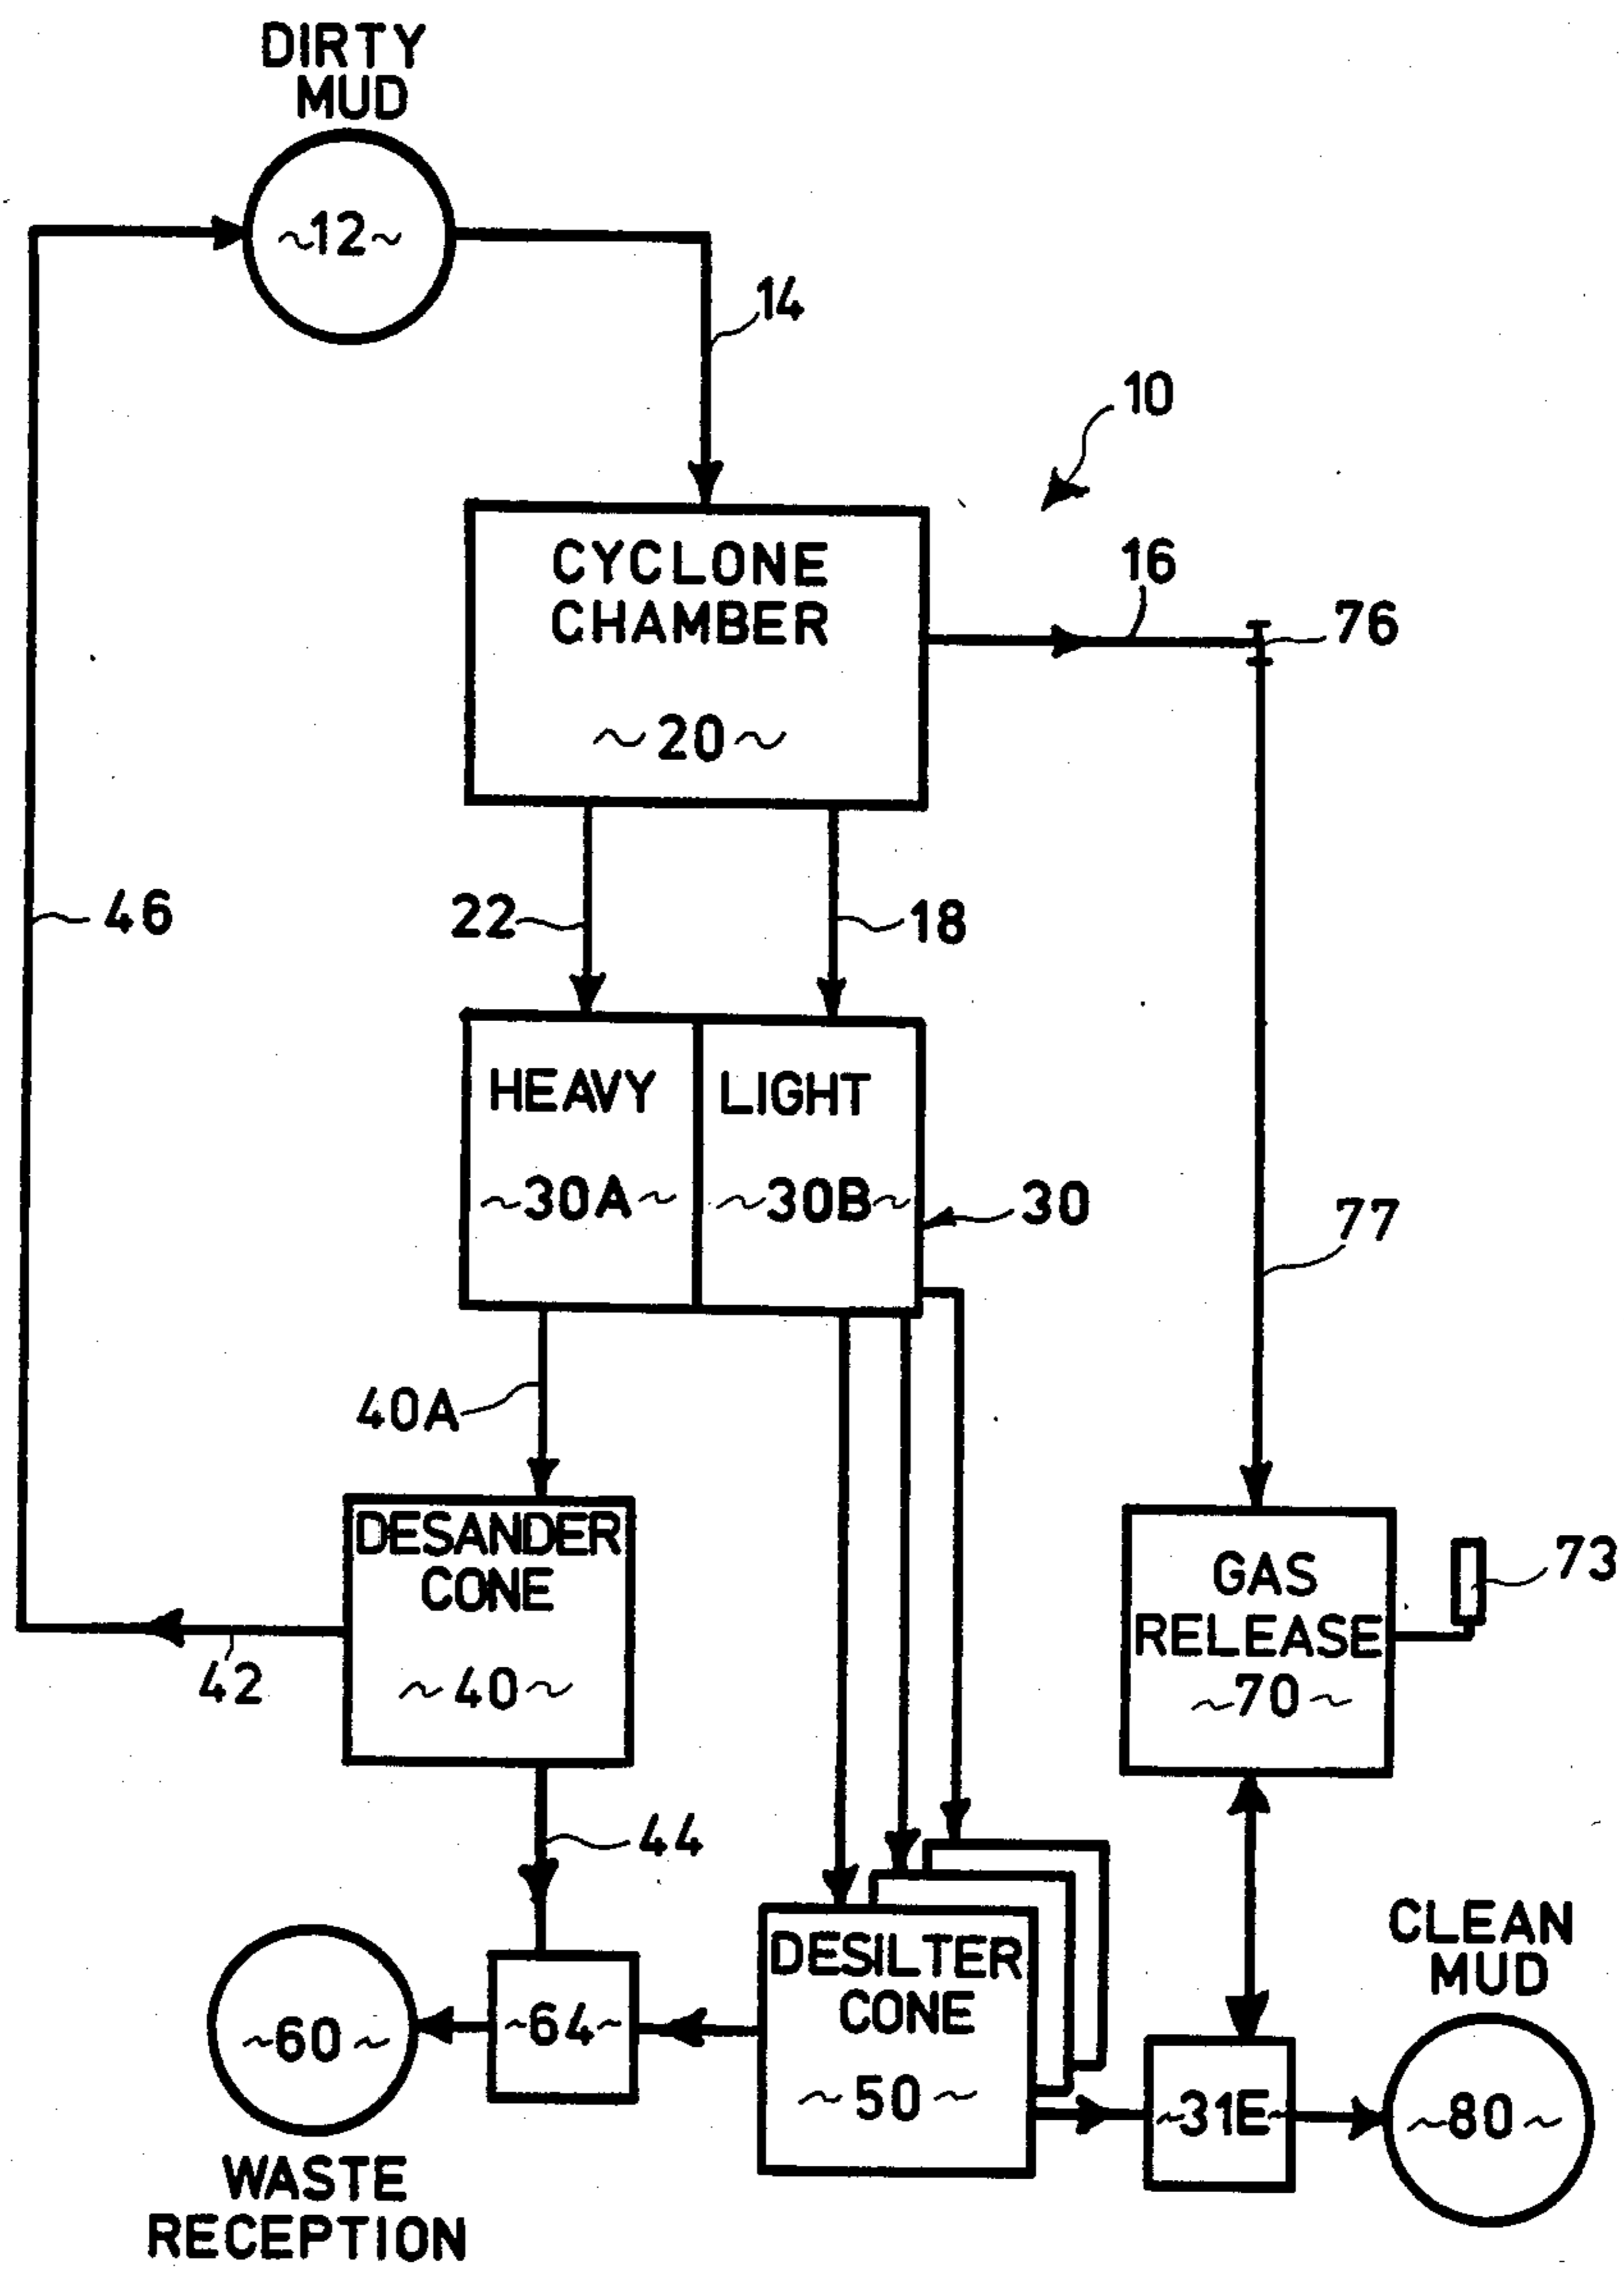 DIRTY
MUD
~12~
14
10
CYCLONE
CHAMBER
~20~
16
76
46
22
18
HEAVY
LIGHT
~30A~
~30B~
30
77
40A
DESANDER
CONE
~40~
42
GAS
RELEASE
~70~
73
44
DESILTER
CONE
~50~
CLEAN
MUD
~60~
~64~
~31E~
~80~
WASTE
RECEPTION